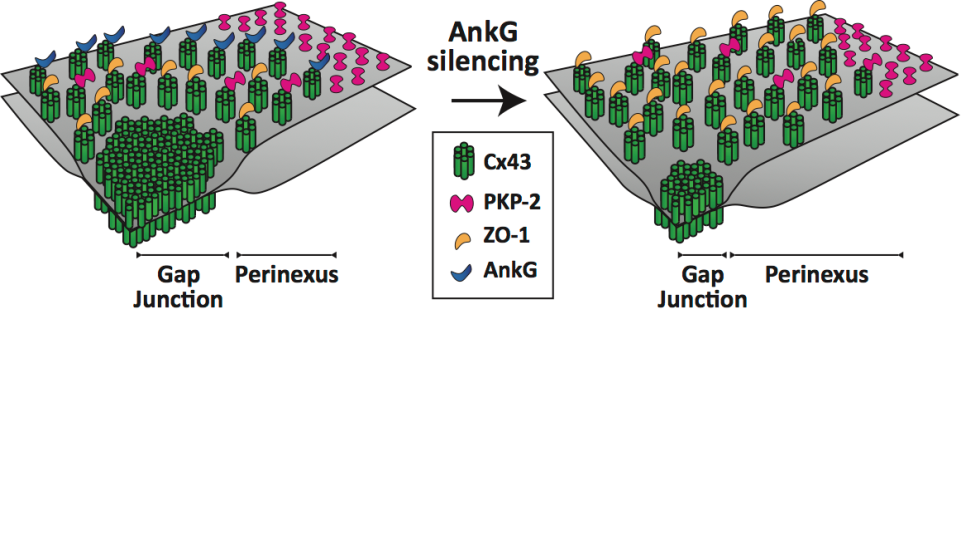 AnkG
silencing
Cx43
PKP-2
ZO-1
AnkG
Gap
Junction
Perinexus
Gap
Junction
Perinexus